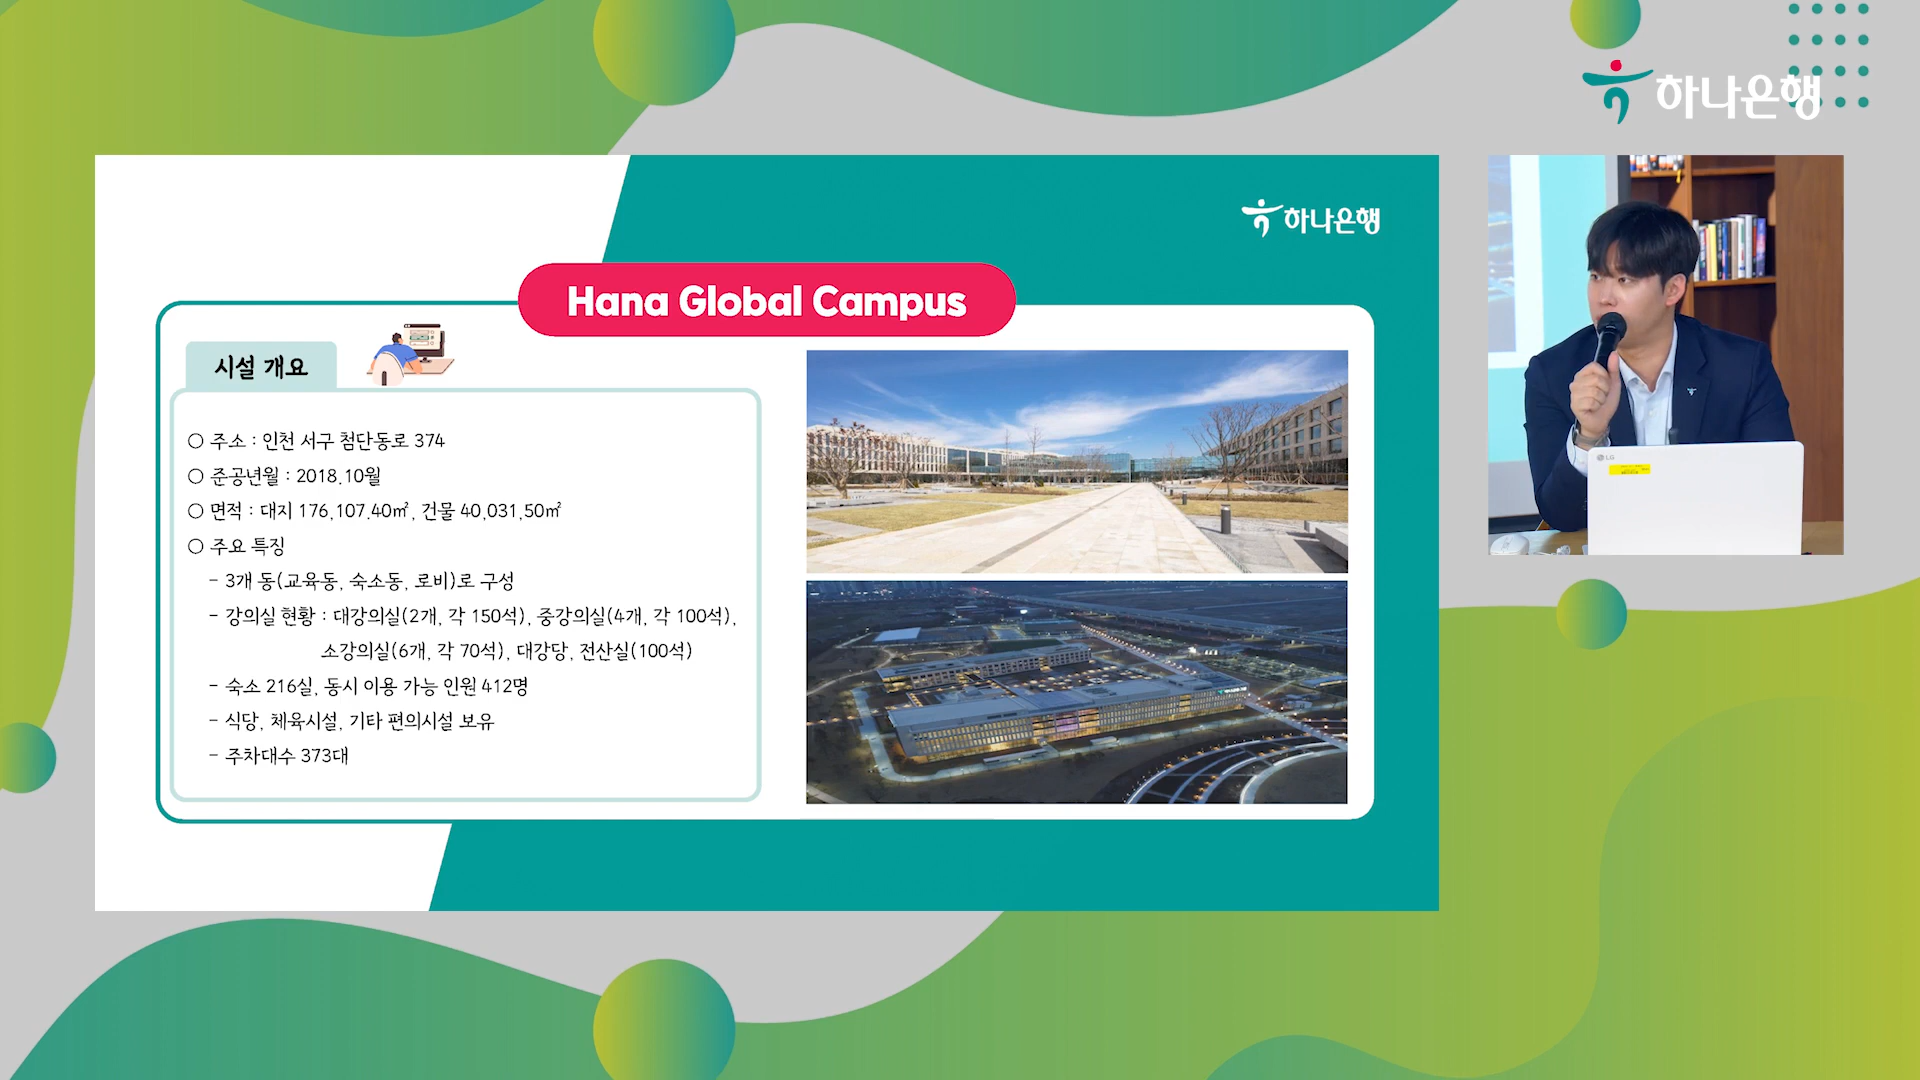 하나은행
하나은행
Hana Global Campus
시설 개요
○ 주소 : 인천 서구 첨단동로 374
○ 준공년월 : 2018.10월
○ 면적 : 대지 176,107.40㎡, 건물 40,031,50㎡
○ 주요 특징
- 3개 동(교육동, 숙소동, 로비)로 구성
- 강의실 현황 : 대강의실(2개, 각 150석), 중강의실(4개, 각 100석),
소강의실(6개, 각 70석), 대강당, 전산실(100석)
- 숙소 216실, 동시 이용 가능 인원 412명
- 식당, 체육시설, 기타 편의시설 보유
- 주차대수 373대
LG